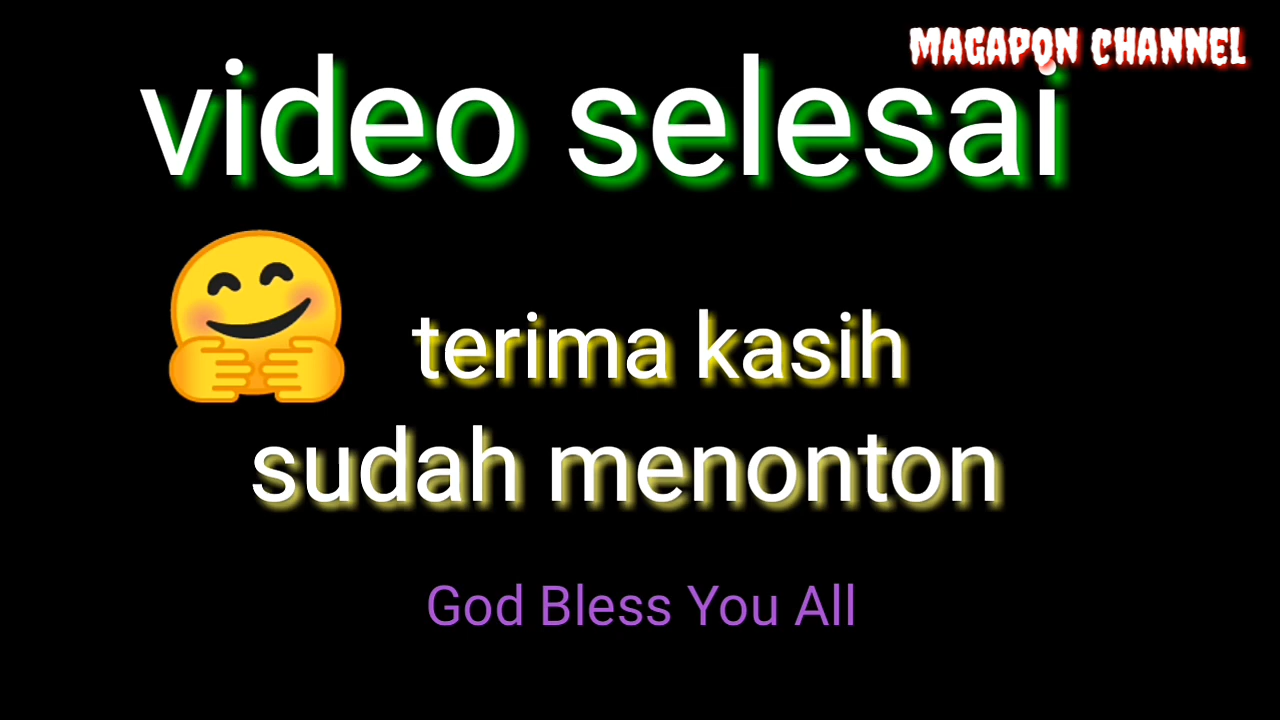 MAGAPON CHANNEL
video selesai
terima kasih
sudah menonton
God Bless You All